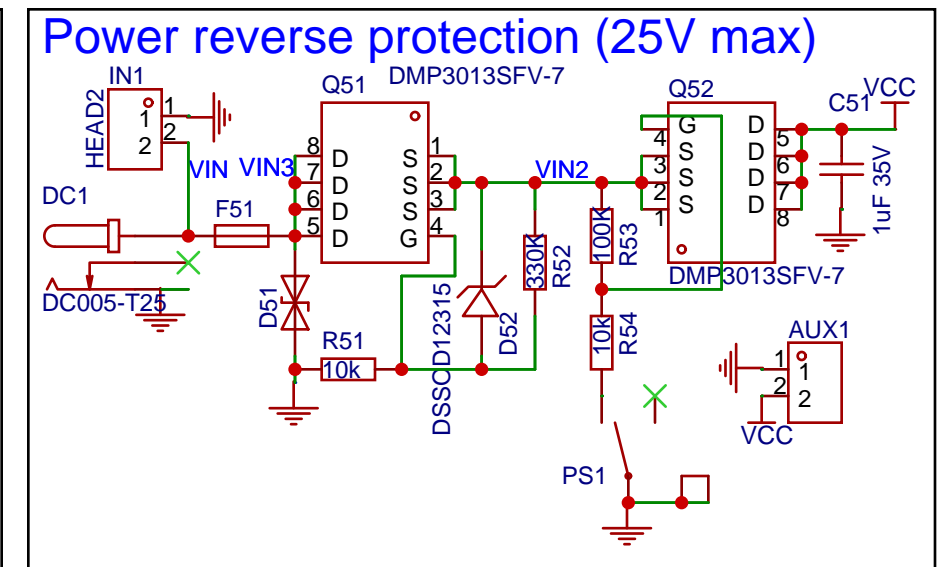 Power reverse protection (25V max)
IN1
HEAD2
1
2
1
2
VIN
VIN3
DC1
DC005-T25
F51
D51
Q51
DMP3013SFV-7
8
7
6
5
D
D
D
D
S
S
S
G
1
2
3
4
R51
10k
DSSC D12315
D52
330K
R52
VIN2
100K
R53
10k
R54
PS1
Q52
G
S
S
S
4
3
2
1
D
D
D
D
5
6
7
8
DMP3013SFV-7
C51
1uF 35V
VCC
AUX1
1
2
1
2
VCC